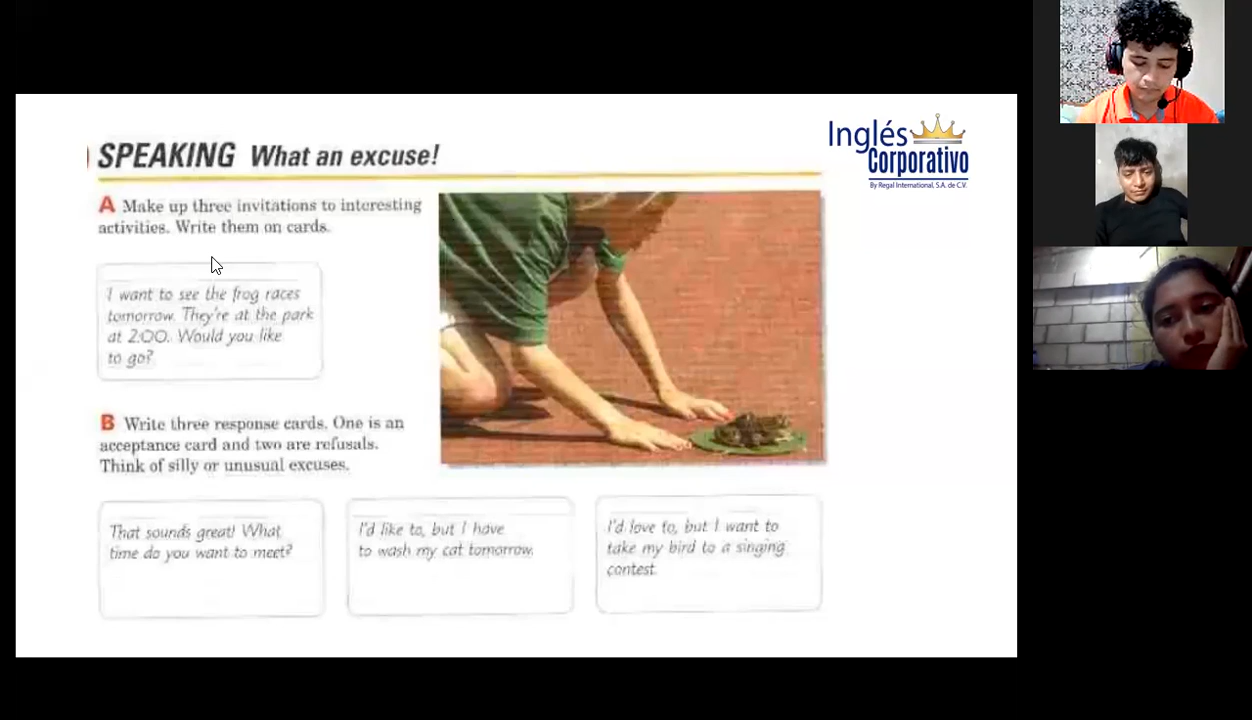 SPEAKING What an excuse!
Inglés
Corporativo
By Regal International, S.A. de C.V.
A Make up three invitations to interesting
activities. Write them on cards.
I want to see the frog races
tomorrow. They're at the park
at 2:00. Would you like
to go?
B Write three response cards. One is an
acceptance card and two are refusals.
Think of silly or unusual excuses.
That sounds great! What
time do you want to meet?
I'd like to, but I have
to wash my cat tomorrow.
I'd love to, but I want to
take my bird to a singing
contest.